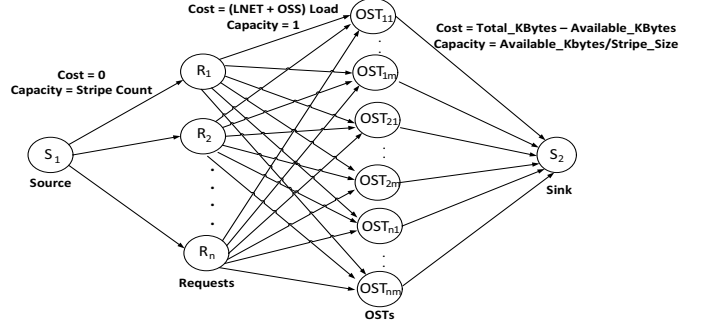 Cost = (LNET + OSS) Load
Capacity = 1
OST11
Cost = Total_KBytes – Available_KBytes
Capacity = Available_Kbytes/Stripe_Size
Cost = 0
Capacity = Stripe Count
R1
OST1m
OST21
S1
Source
R2
S2
Sink
OST2m
OSTn1
Rn
Requests
OSTnm
OSTs